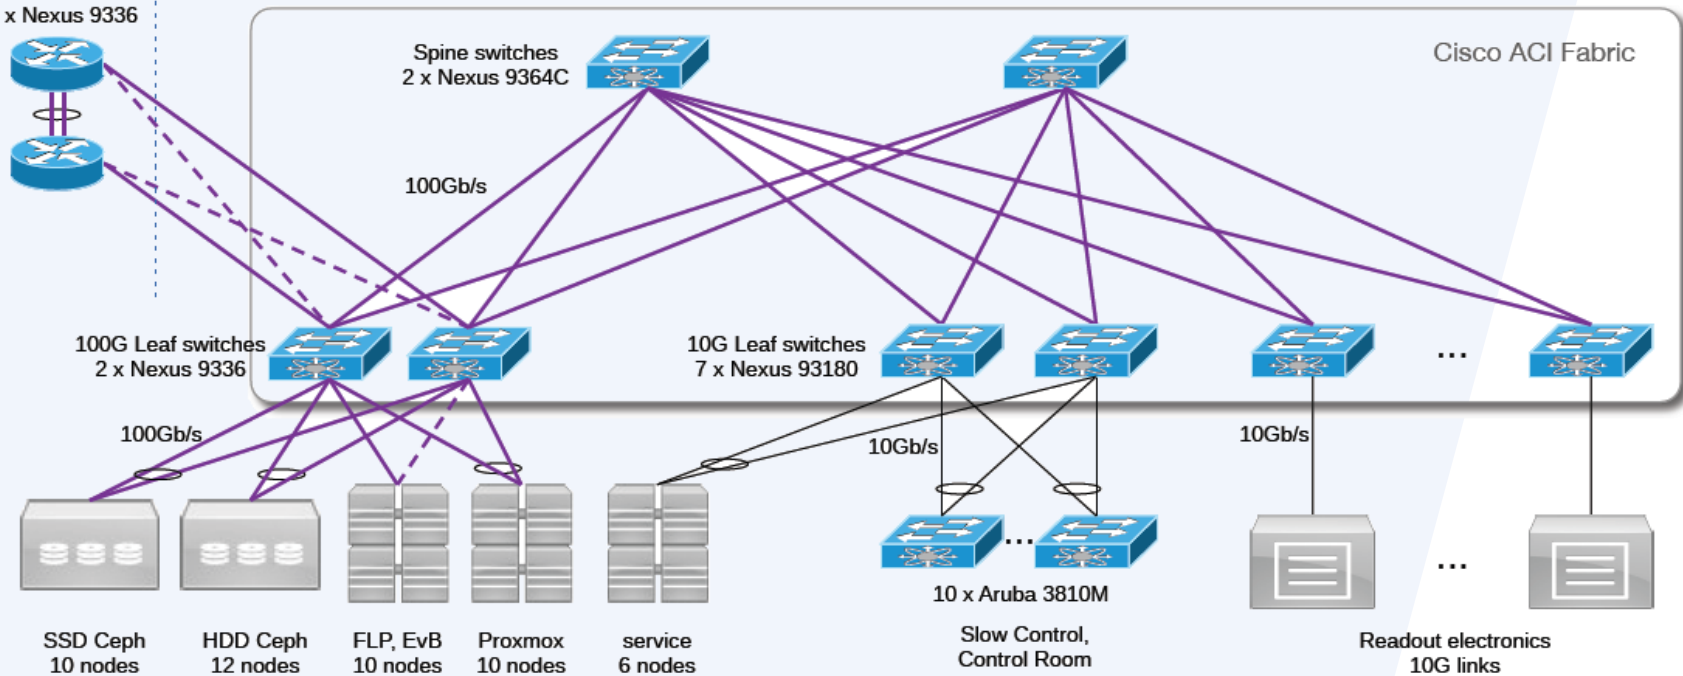 x Nexus 9336
Spine switches
2 x Nexus 9364C
Cisco ACI Fabric
100Gb/s
100G Leaf switches
2 x Nexus 9336
10G Leaf switches
7 x Nexus 93180
...
100Gb/s
10Gb/s
10Gb/s
...
...
10 x Aruba 3810M
SSD Ceph
10 nodes
HDD Ceph
12 nodes
FLP, EvB
10 nodes
Proxmox
10 nodes
service
6 nodes
Slow Control,
Control Room
Readout electronics
10G links